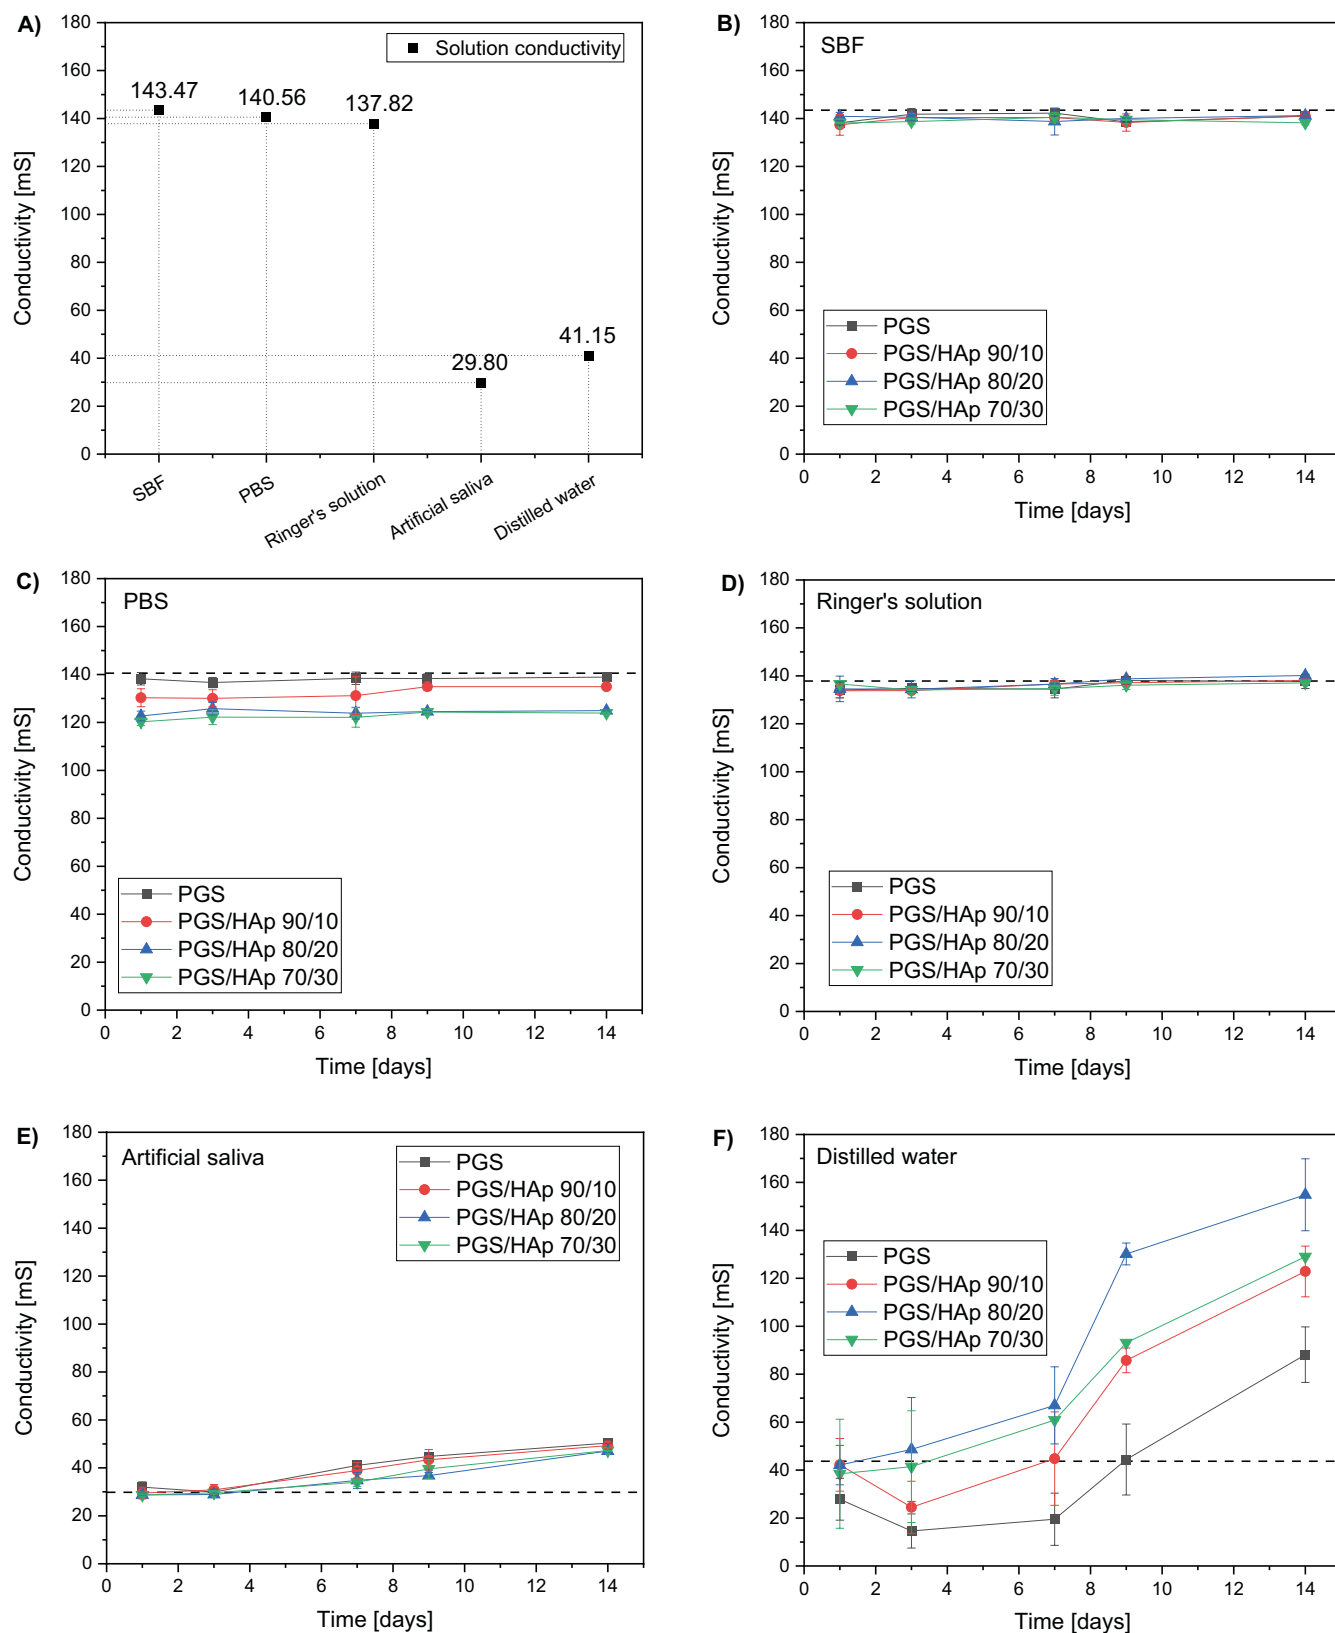 A)
180
160
140
120
100
80
60
40
20
0
Conductivity [mS]
Solution conductivity
143.47
140.56
137.82
29.80
41.15
SBF
PBS
Ringer's solution
Artificial saliva
Distilled water
B)
SBF
180
160
140
120
100
80
60
40
20
0
Conductivity [mS]
PGS
PGS/HAp 90/10
PGS/HAp 80/20
PGS/HAp 70/30
0 2 4 6 8 10 12 14
Time [days]
C)
PBS
180
160
140
120
100
80
60
40
20
0
Conductivity [mS]
PGS
PGS/HAp 90/10
PGS/HAp 80/20
PGS/HAp 70/30
0 2 4 6 8 10 12 14
Time [days]
D)
Ringer's solution
180
160
140
120
100
80
60
40
20
0
Conductivity [mS]
PGS
PGS/HAp 90/10
PGS/HAp 80/20
PGS/HAp 70/30
0 2 4 6 8 10 12 14
Time [days]
E)
Artificial saliva
180
160
140
120
100
80
60
40
20
0
Conductivity [mS]
PGS
PGS/HAp 90/10
PGS/HAp 80/20
PGS/HAp 70/30
0 2 4 6 8 10 12 14
Time [days]
F)
Distilled water
180
160
140
120
100
80
60
40
20
0
Conductivity [mS]
PGS
PGS/HAp 90/10
PGS/HAp 80/20
PGS/HAp 70/30
0 2 4 6 8 10 12 14
Time [days]